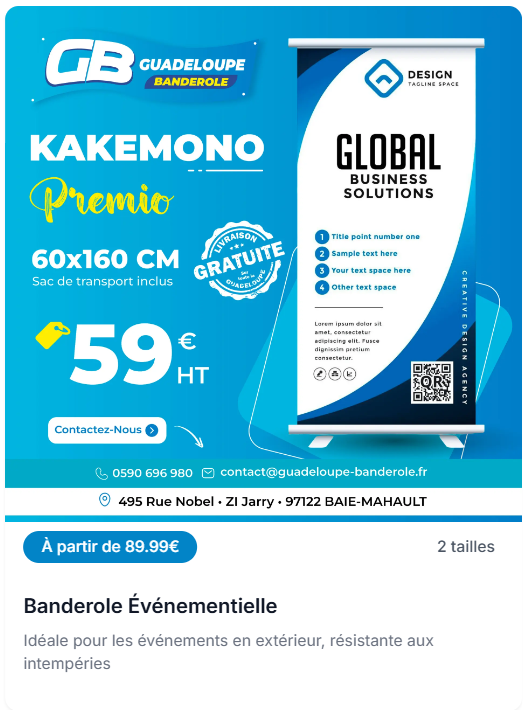 GB GUADELOUPE
BANDEROLE
KAKEMONO
Premio
60x160 CM
Sac de transport inclus
LIVRAISON
GRATUITE
Sur
toute la
GUADELOUPE
59 €
HT
Contactez-Nous
DESIGN
TAGLINE SPACE
GLOBAL
BUSINESS
SOLUTIONS
1 Title point number one
2 Sample text here
3 Your text space here
4 Other text space
Lorem ipsum dolor sit
amet, consectetur
adipiscing elit. Fusce
dignissim pretium
consectetur.
CREATIVE DESIGN AGENCY
QR
0590 696 980 contact@guadeloupe-banderole.fr
495 Rue Nobel • ZI Jarry • 97122 BAIE-MAHAULT
À partir de 89.99€ 2 tailles
Banderole Événementielle
Idéale pour les événements en extérieur, résistante aux
intempéries